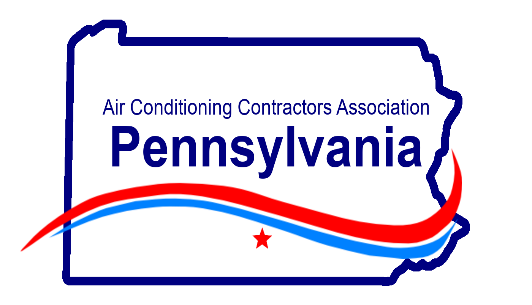 Air Conditioning Contractors Association
Pennsylvania